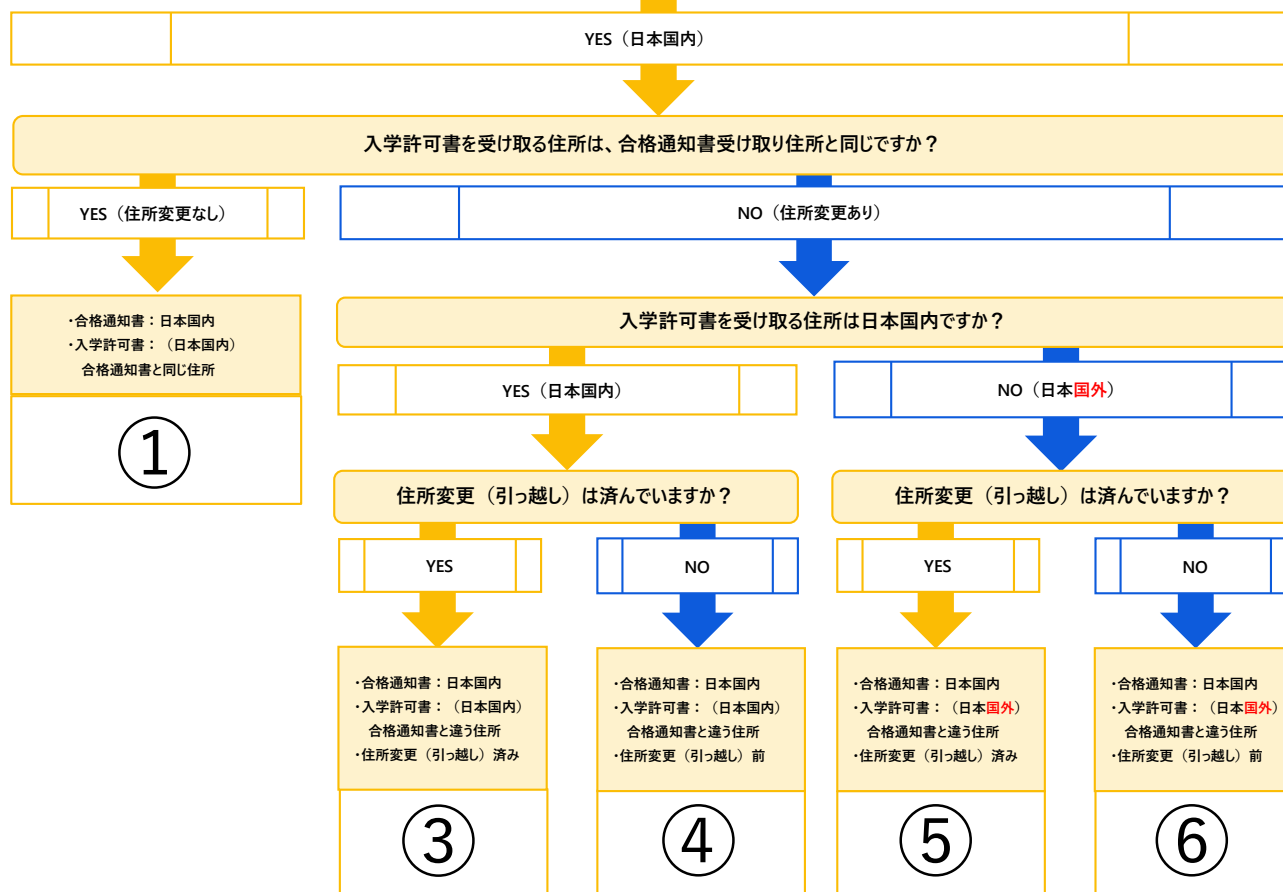 YES（日本国内）
入学許可書を受け取る住所は、合格通知書受け取り住所と同じですか？
YES（住所変更なし）
NO（住所変更あり）
・合格通知書：日本国内
・入学許可書：（日本国内）
合格通知書と同じ住所
①
入学許可書を受け取る住所は日本国内ですか？
YES（日本国内）
NO（日本国外）
住所変更（引っ越し）は済んでいますか？
住所変更（引っ越し）は済んでいますか？
YES
NO
YES
NO
・合格通知書：日本国内
・入学許可書：（日本国内）
合格通知書と違う住所
・住所変更（引っ越し）済み
③
・合格通知書：日本国内
・入学許可書：（日本国内）
合格通知書と違う住所
・住所変更（引っ越し）前
④
・合格通知書：日本国内
・入学許可書：（日本国外）
合格通知書と違う住所
・住所変更（引っ越し）済み
⑤
・合格通知書：日本国内
・入学許可書：（日本国外）
合格通知書と違う住所
・住所変更（引っ越し）前
⑥